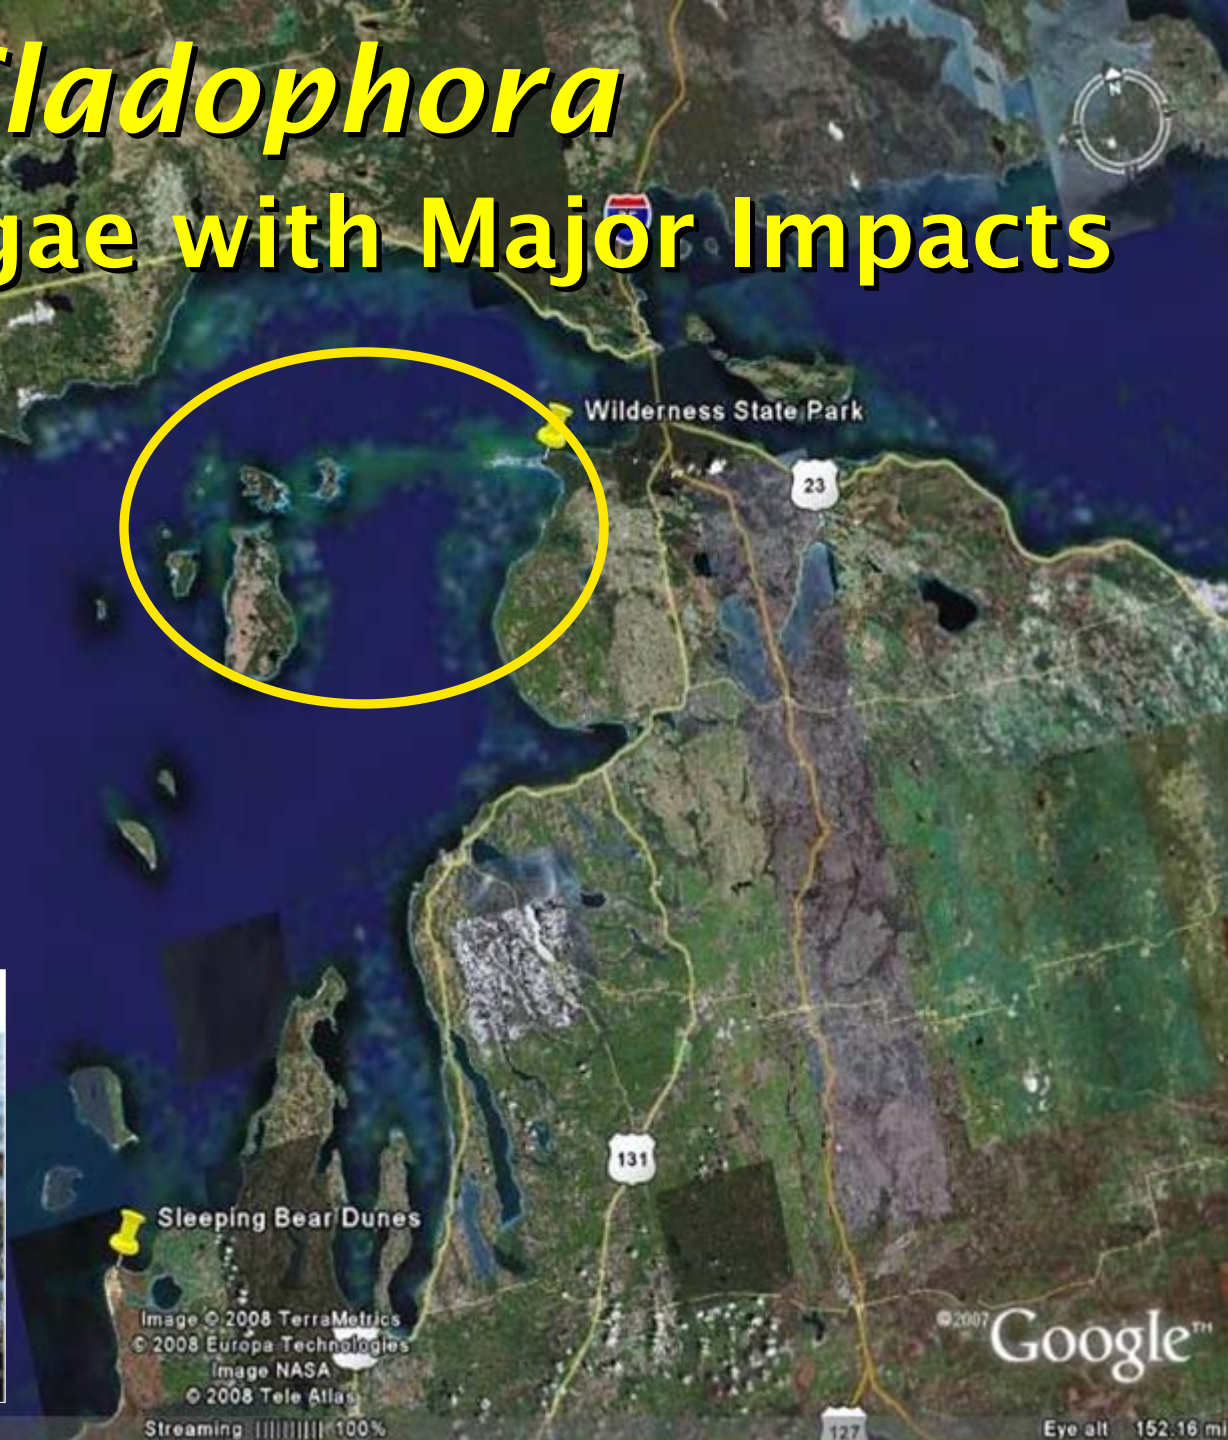 ladophora
gae with Major Impacts
N
Wilderness State Park
23
131
Sleeping Bear Dunes
Image © 2008 TerraMetrics
© 2008 Europa Technologies
Image NASA
© 2008 Tele Atlas
©2007 Google™
127
Streaming |||||||||| 100%
Eye alt 152.16 mi